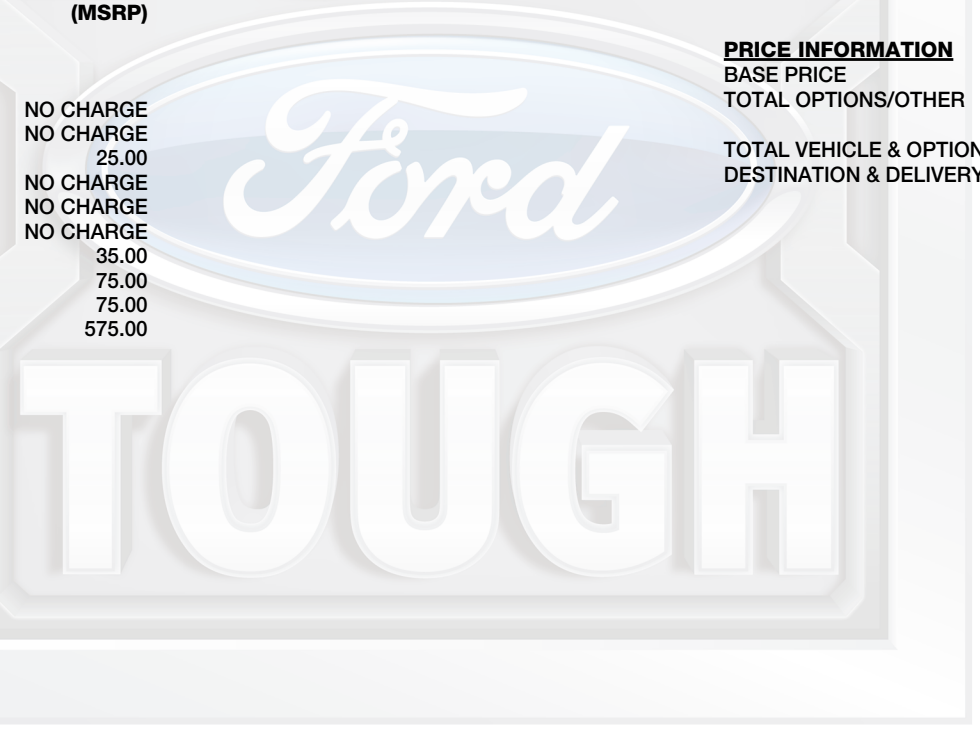 (MSRP)
NO CHARGE
NO CHARGE
25.00
NO CHARGE
NO CHARGE
NO CHARGE
35.00
75.00
75.00
575.00
PRICE INFORMATION
BASE PRICE
TOTAL OPTIONS/OTHER
TOTAL VEHICLE & OPTION
DESTINATION & DELIVERY
Ford
TOUGH